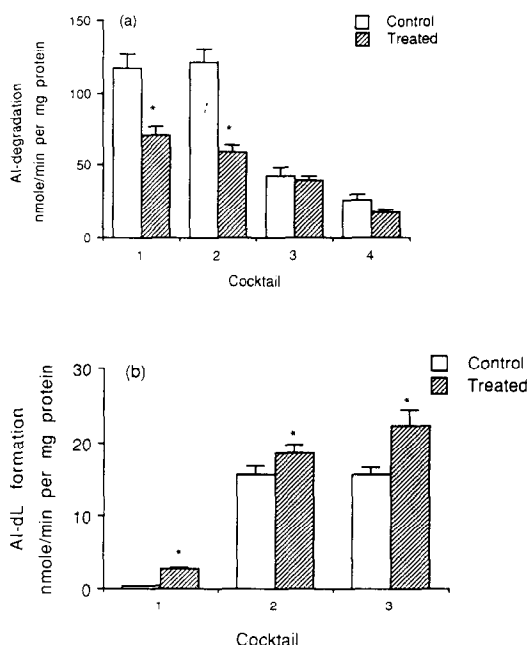 (a)
Control
Treated
150
100
50
0
Al-degradation
nmole/min per mg protein
*
*
1 2 3 4
Cocktail
(b)
Control
Treated
30
20
10
0
Al-dL formation
nmole/min per mg protein
*
*
*
1 2 3
Cocktail